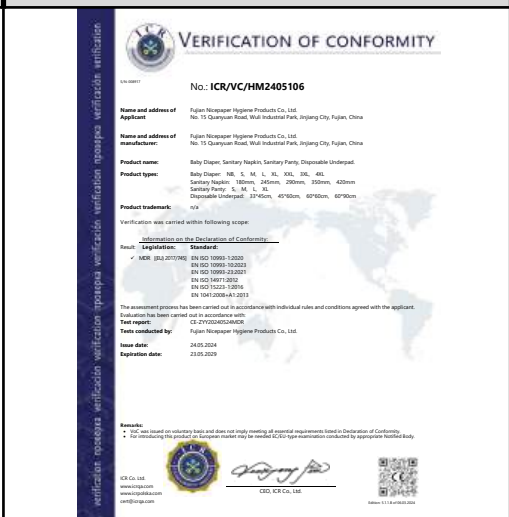 ICR
VERIFICATION OF CONFORMITY
No.: ICR/VC/HM2405106
Name and address of Applicant
Fujian Nicepaper Hygiene Products Co., Ltd.
No. 15 Quanyuan Road, Wuli Industrial Park, Jinjiang City, Fujian, China
Name and address of manufacturer:
Fujian Nicepaper Hygiene Products Co., Ltd.
No. 15 Quanyuan Road, Wuli Industrial Park, Jinjiang City, Fujian, China
Product name: Baby Diaper, Sanitary Napkin, Sanitary Panty, Disposable Underpad.
Product types: Baby Diaper: NB, S, M, L, XL, XXL, 3XL, 4XL
Sanitary Napkin: 180mm, 245mm, 290mm, 350mm, 420mm
Sanitary Panty: S, M, L, XL
Disposable Underpad: 33*45cm, 45*60cm, 60*60cm, 60*90cm
Product trademark: n/a
Verification was carried within following scope:
Information on the Declaration of Conformity:
Result: Legislation: Standard:
✓ MDR [(EU) 2017/745] EN ISO 10993-1:2020
EN ISO 10993-10:2023
EN ISO 10993-23:2021
EN ISO 14971:2012
EN ISO 15223-1:2016
EN 1041:2008+A1:2013
The assessment process has been carried out in accordance with individual rules and conditions agreed with the applicant.
Evaluation has been carried out in accordance with:
Test report: CE-ZYY20240524MDR
Tests conducted by: Fujian Nicepaper Hygiene Products Co., Ltd.
Issue date: 24.05.2024
Expiration date: 23.05.2029
Remarks:
• VoC was issued on voluntary basis and does not imply meeting all essential requirements listed in Declaration of Conformity.
• For introducing this product on European market may be needed EC/EU-type examination conducted by appropriate Notified Body.
ICR Co. Ltd.
www.icrqa.com
www.icrpolska.com
cert@icrqa.com
CEO, ICR Co., Ltd.
verification проверка verificación verification проверка verificación verification проверка verificación verification